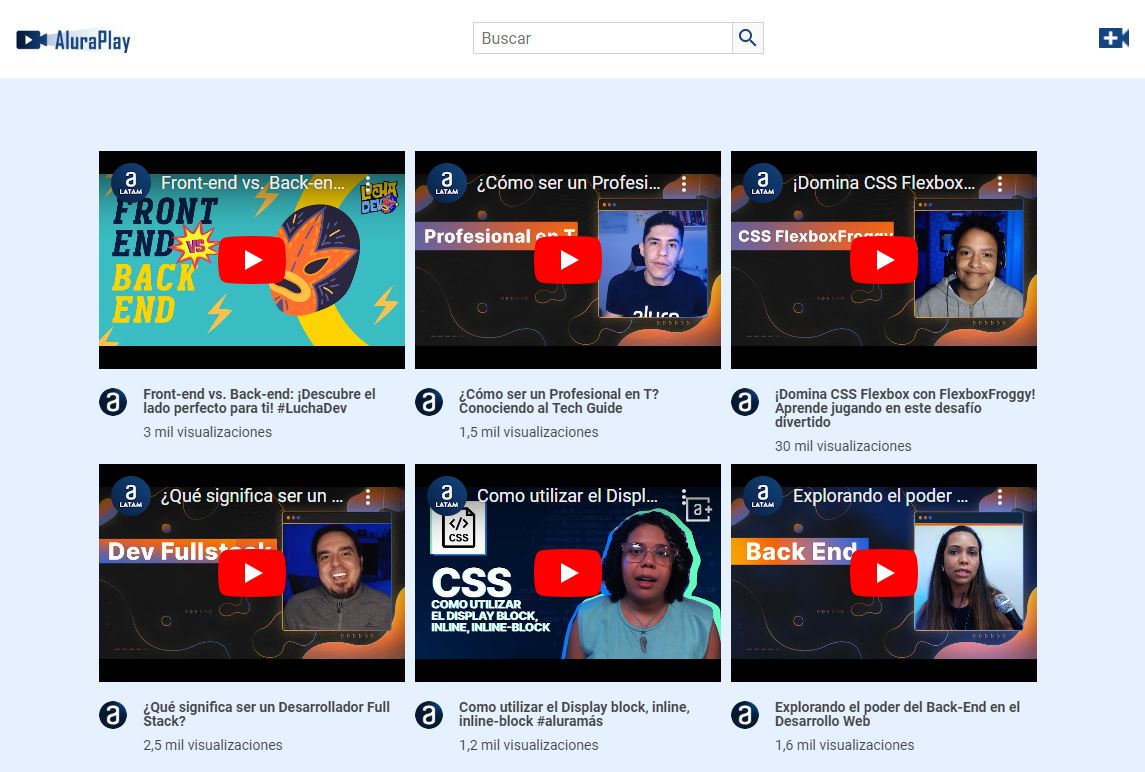 AluraPlay
Buscar
a LATAM
Front-end vs. Back-en...
LUCHA
DEV
FRONT
END VS
BACK
END
a LATAM
¿Cómo ser un Profesi...
Profesional en T
alura
a LATAM
¡Domina CSS Flexbox...
CSS FlexboxFroggy
a
Front-end vs. Back-end: ¡Descubre el
lado perfecto para ti! #LuchaDev
3 mil visualizaciones
a
¿Cómo ser un Profesional en T?
Conociendo al Tech Guide
1,5 mil visualizaciones
a
¡Domina CSS Flexbox con FlexboxFroggy!
Aprende jugando en este desafío
divertido
30 mil visualizaciones
a LATAM
¿Qué significa ser un ...
Dev Fullstack
a LATAM
Como utilizar el Displ...
a+
</>
CSS
CSS
COMO UTILIZAR
EL DISPLAY BLOCK,
INLINE, INLINE-BLOCK
a LATAM
Explorando el poder ...
Back End
a
¿Qué significa ser un Desarrollador Full
Stack?
2,5 mil visualizaciones
a
Como utilizar el Display block, inline,
inline-block #aluramás
1,2 mil visualizaciones
a
Explorando el poder del Back-End en el
Desarrollo Web
1,6 mil visualizaciones